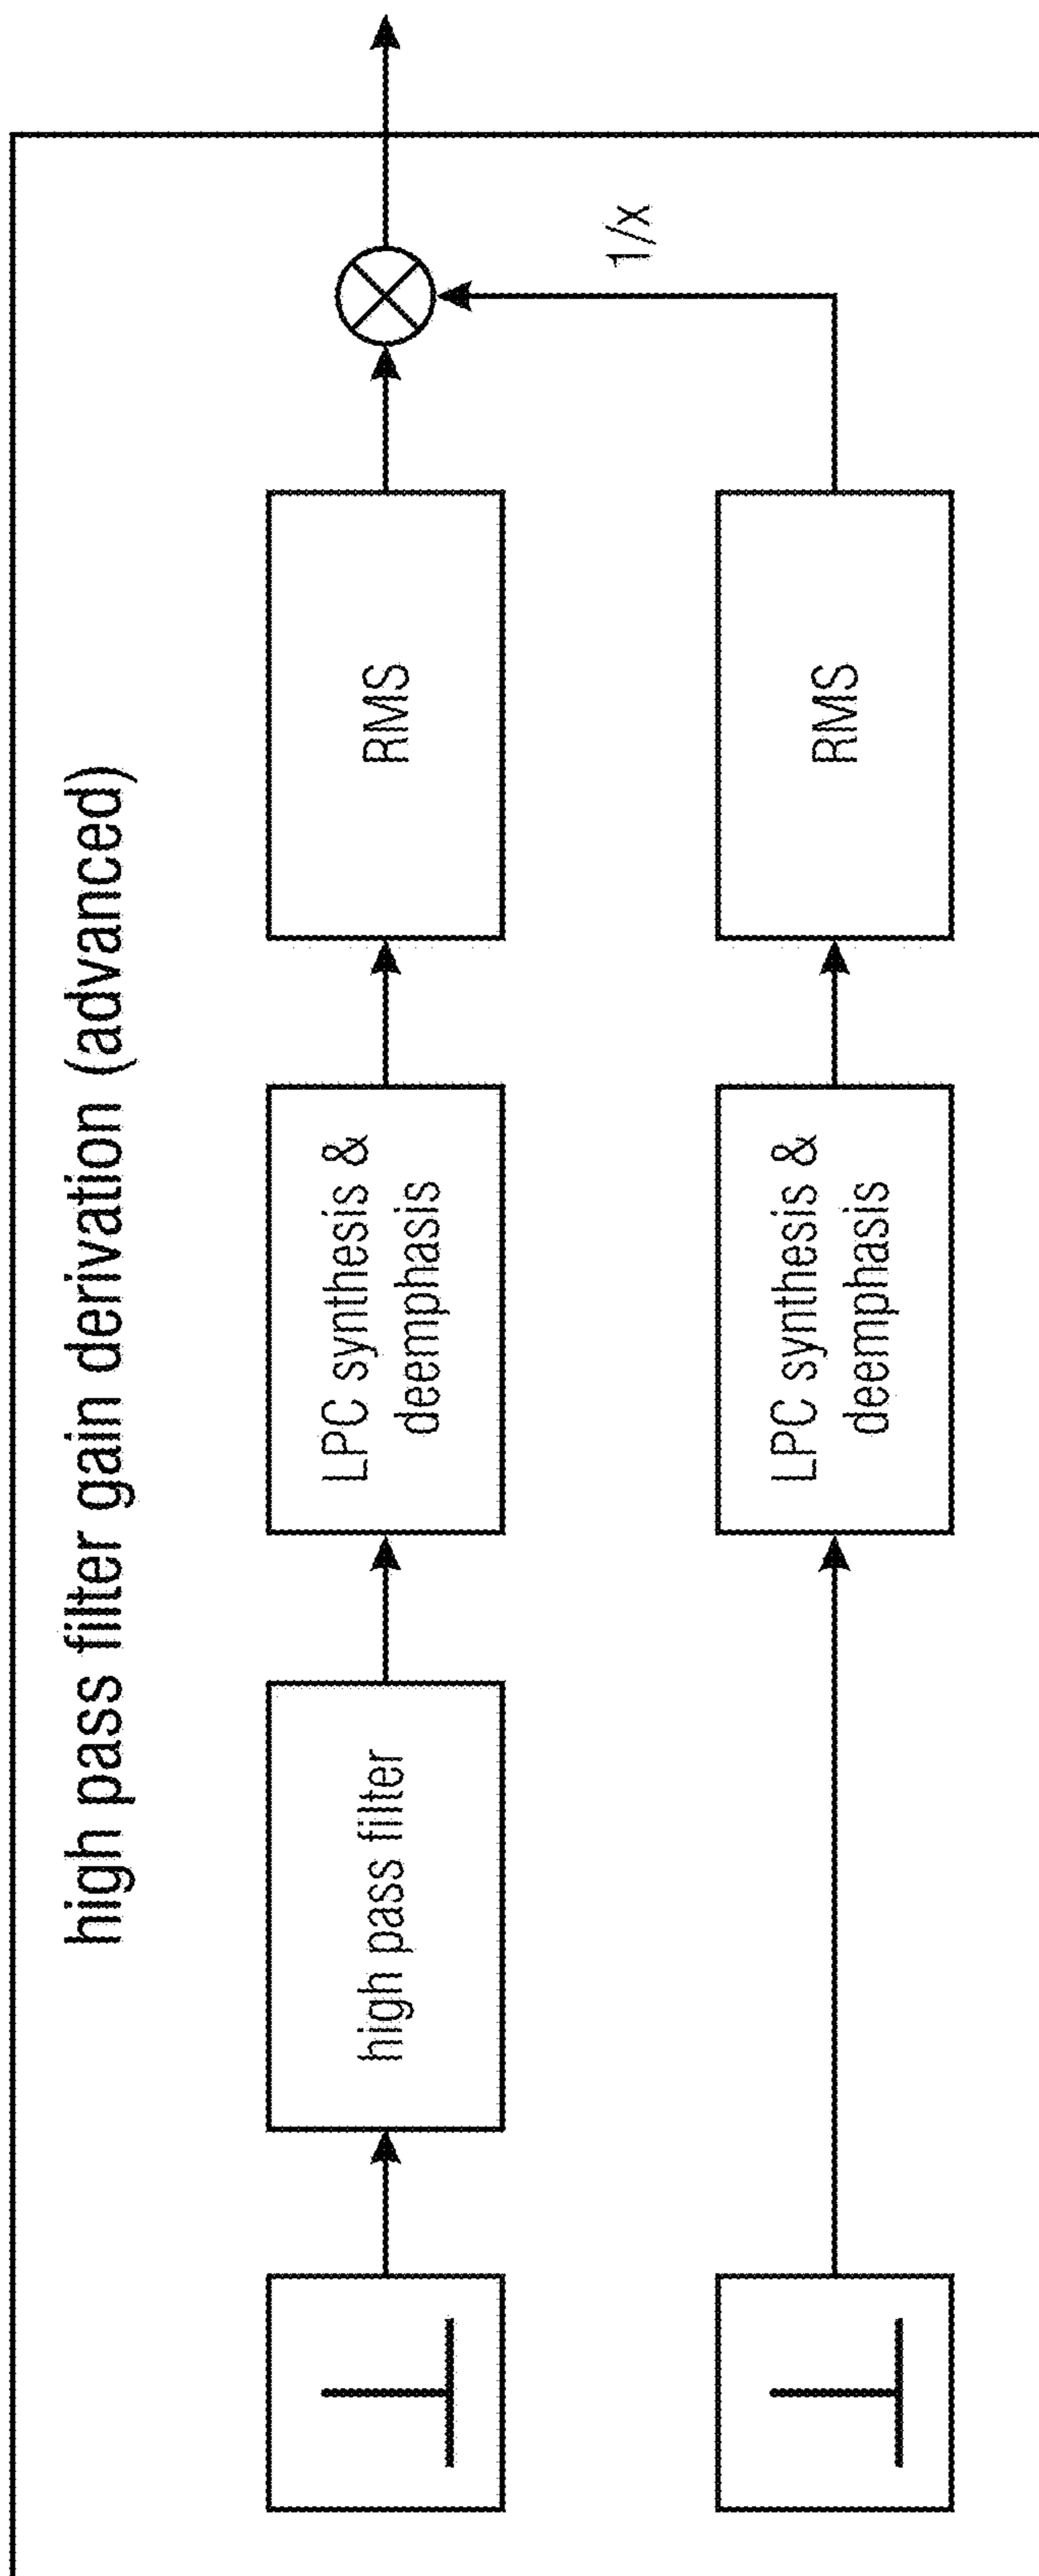 high pass filter gain derivation (advanced)
high pass filter
LPC synthesis &
deemphasis
RMS
1/x
LPC synthesis &
deemphasis
RMS